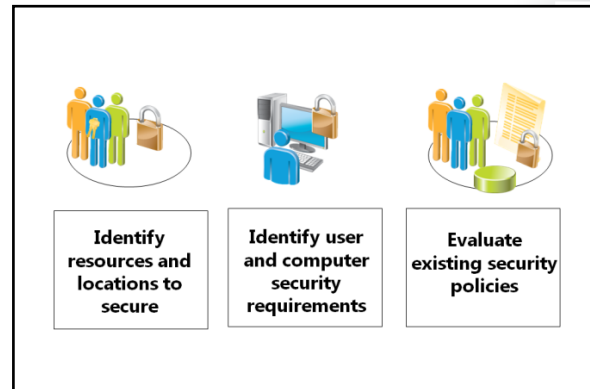 Identify
resources and
locations to
secure
Identify user
and computer
security
requirements
Evaluate
existing security
policies